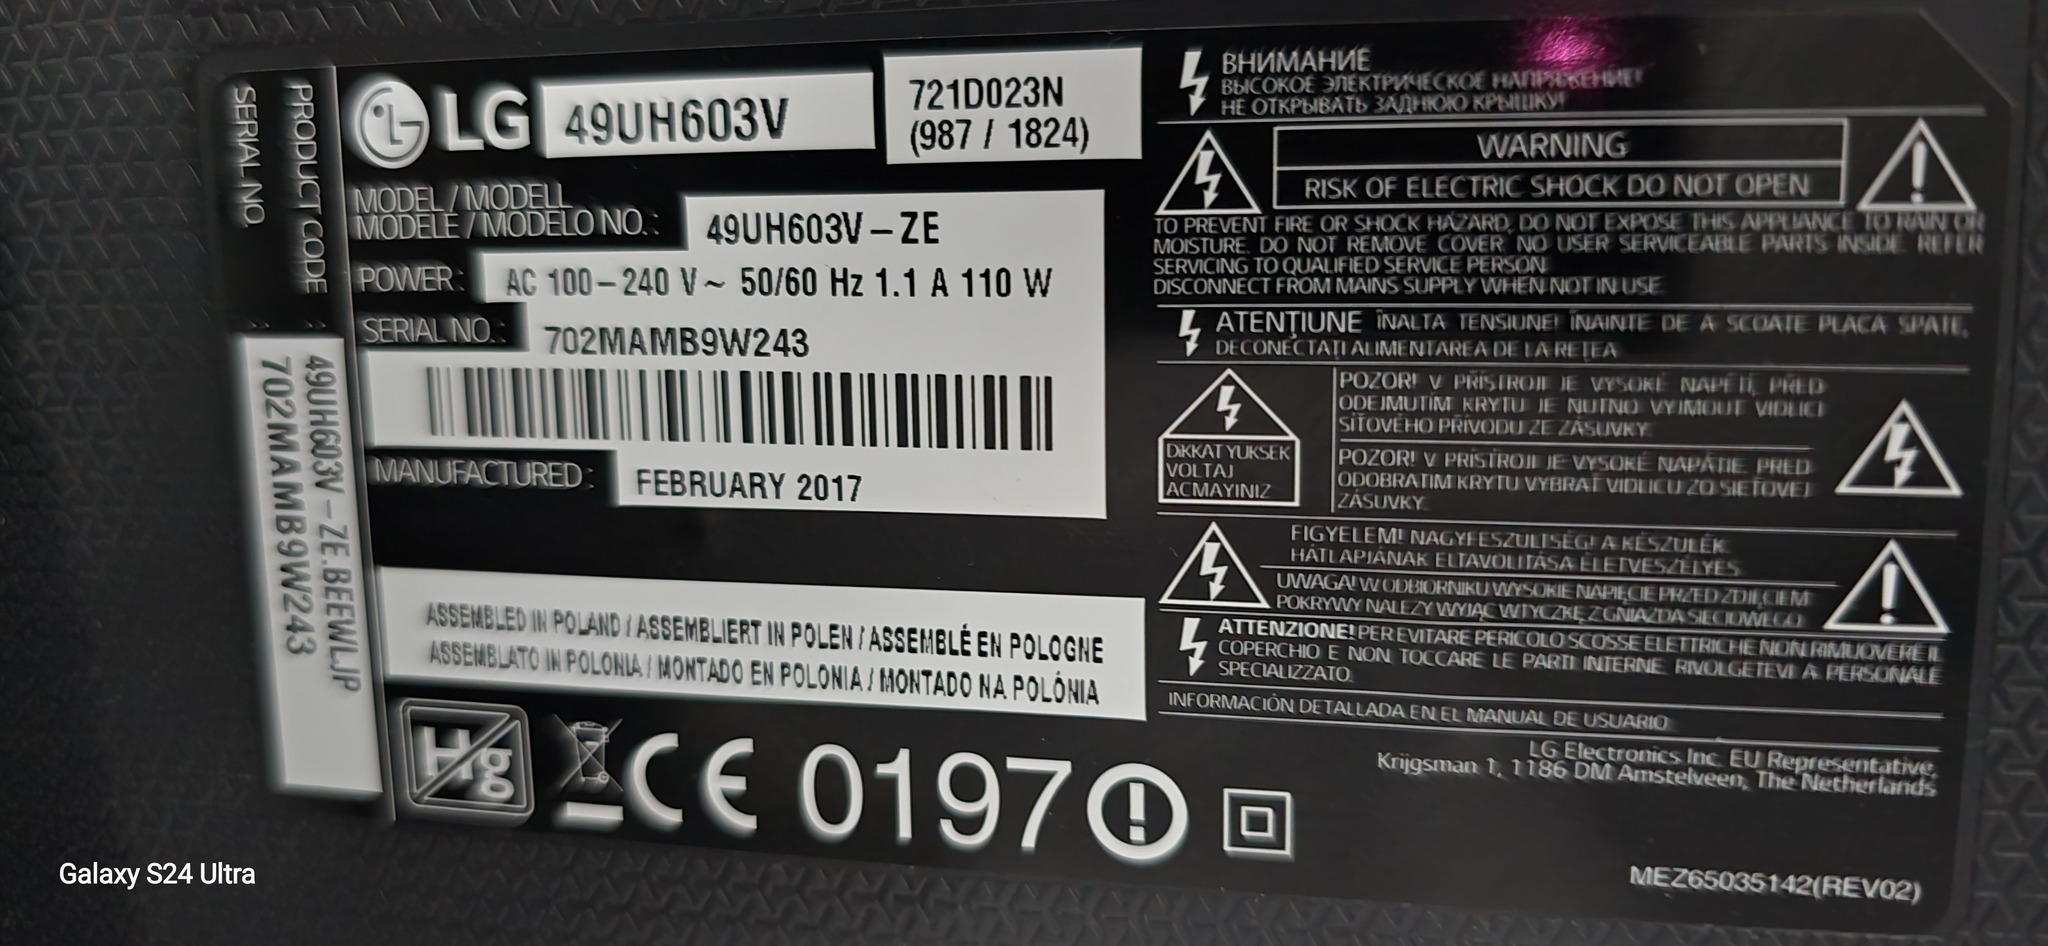 SERIAL NO. :
PRODUCT CODE :
702MAMB9W243
49UH603V-ZE.BEEWLJP
LG 49UH603V
721D023N
(987 / 1824)
MODEL / MODELL
MODÈLE / MODELO NO. :
49UH603V-ZE
POWER : AC 100-240 V~ 50/60 Hz 1.1 A 110 W
SERIAL NO. : 702MAMB9W243
MANUFACTURED : FEBRUARY 2017
ASSEMBLED IN POLAND / ASSEMBLIERT IN POLEN / ASSEMBLÉ EN POLOGNE
ASSEMBLATO IN POLONIA / MONTADO EN POLONIA / MONTADO NA POLÓNIA
Hg
CE 0197
ВНИМАНИЕ
ВЫСОКОЕ ЭЛЕКТРИЧЕСКОЕ НАПРЯЖЕНИЕ!
НЕ ОТКРЫВАТЬ ЗАДНЮЮ КРЫШКУ!
WARNING
RISK OF ELECTRIC SHOCK DO NOT OPEN
TO PREVENT FIRE OR SHOCK HAZARD, DO NOT EXPOSE THIS APPLIANCE TO RAIN OR
MOISTURE. DO NOT REMOVE COVER. NO USER SERVICEABLE PARTS INSIDE. REFER
SERVICING TO QUALIFIED SERVICE PERSON.
DISCONNECT FROM MAINS SUPPLY WHEN NOT IN USE.
ATENŢIUNE ÎNALTA TENSIUNE! ÎNAINTE DE A SCOATE PLACA SPATE,
DECONECTAŢI ALIMENTAREA DE LA REŢEA
DIKKAT YUKSEK
VOLTAJ
ACMAYINIZ
POZOR! V PŘÍSTROJI JE VYSOKÉ NAPĚTÍ, PŘED
ODEJMUTÍM KRYTU JE NUTNO VYJMOUT VIDLICI
SÍŤOVÉHO PŘÍVODU ZE ZÁSUVKY.
POZOR! V PRÍSTROJI JE VYSOKÉ NAPÄTIE, PRED
ODOBRATIM KRYTU VYBRAŤ VIDLICU ZO SIEŤOVEJ
ZÁSUVKY.
FIGYELEM! NAGYFESZULTSÉG! A KÉSZULÉK
HÁTLAPJÁNAK ELTAVOLITÁSA ÉLETVESZÉLYES.
UWAGA! W ODBIORNIKU WYSOKIE NAPIĘCIE PRZED ZDJĘCIEM
POKRYWY NALEŻY WYJĄĆ WTYCZKĘ Z GNIAZDA SIECIOWEGO.
ATTENZIONE! PER EVITARE PERICOLO SCOSSE ELETTRICHE NON RIMUOVERE IL
COPERCHIO E NON TOCCARE LE PARTI INTERNE. RIVOLGETEVI A PERSONALE
SPECIALIZZATO.
INFORMACIÓN DETALLADA EN EL MANUAL DE USUARIO
LG Electronics Inc. EU Representative,
Krijgsman 1, 1186 DM Amstelveen, The Netherlands
MEZ65035142(REV02)
Galaxy S24 Ultra